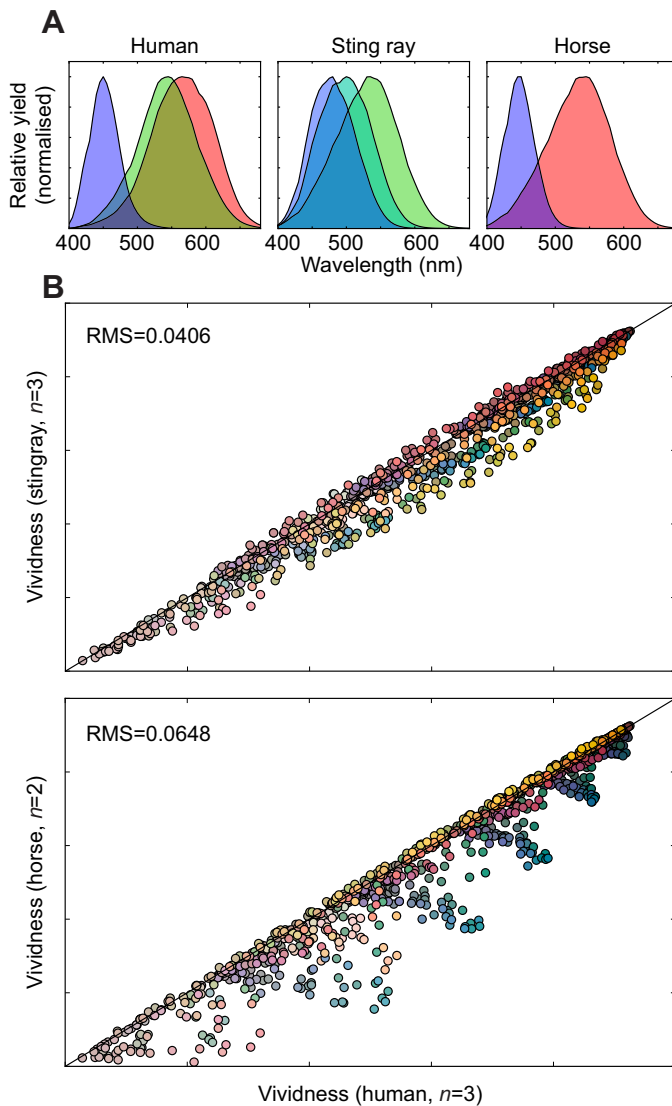 A
Human
Sting ray
Horse
Relative yield
(normalised)
400 500 600
400 500 600
400 500 600
Wavelength (nm)
B
RMS=0.0406
Vividness (stingray, n=3)
RMS=0.0648
Vividness (horse, n=2)
Vividness (human, n=3)